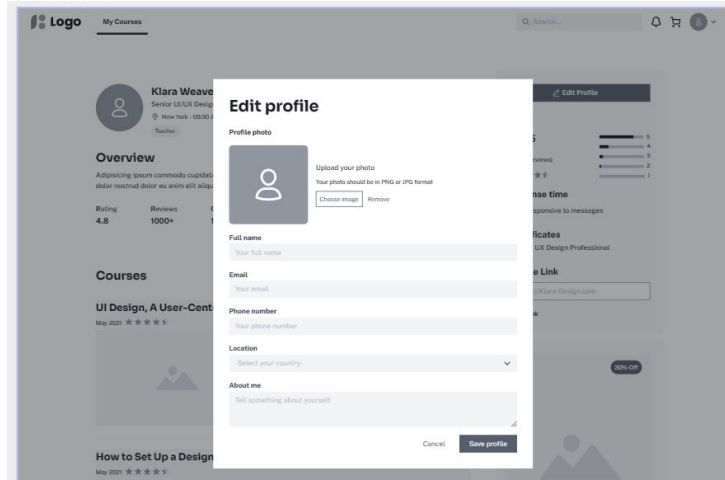 Logo
My Courses
Search...
Klara Weave
Senior UI/UX Desig
New York - 09:30 A
Teacher
Edit Profile
Overview
Adipisicing ipsum commodo cupidata
dolor nostrud dolor eu anim elit aliqu
Rating
Reviews
4.8
1000+
Courses
UI Design, A User-Cent
May 2021
How to Set Up a Design
May 2021
Edit profile
Profile photo
Upload your photo
Your photo should be in PNG or JPG format
Choose image
Remove
Full name
Your full name
Email
Your email
Phone number
Your phone number
Location
-Select your country-
About me
Tell something about yourself
Cancel
Save profile
5
4
3
2
1
eviews)
nse time
sponsive to messages
ficates
UX Design Professional
e Link
//Klara-Design.com
30% Off